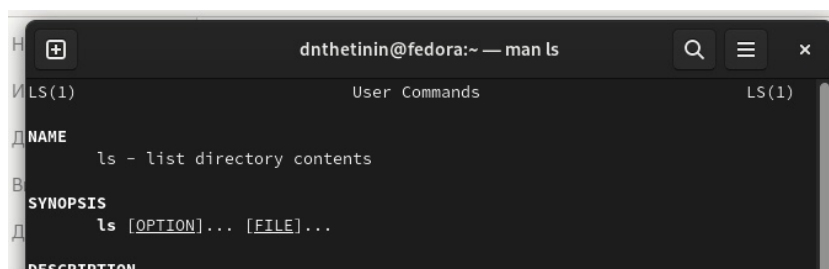 dnthetinin@fedora:~ — man ls
LS(1) User Commands LS(1)
NAME
ls - list directory contents
SYNOPSIS
ls [OPTION]... [FILE]...
DESCRIPTION